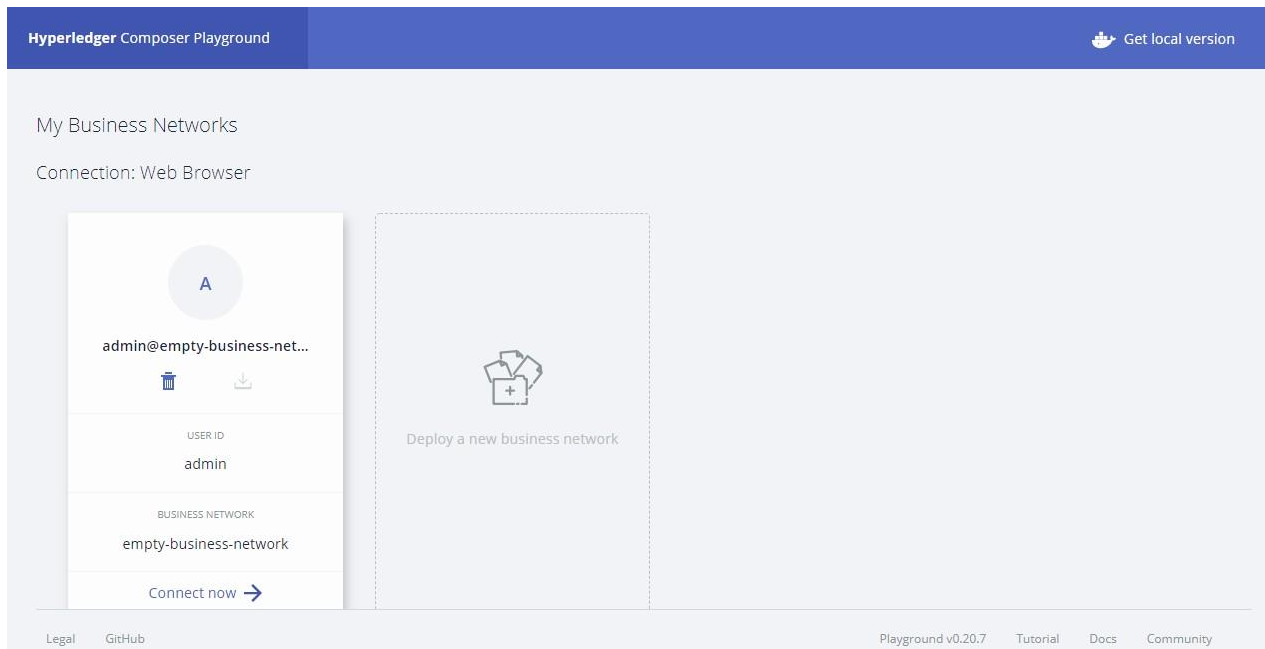 Hyperledger Composer Playground
Get local version
My Business Networks
Connection: Web Browser
A
admin@empty-business-net...
USER ID
admin
BUSINESS NETWORK
empty-business-network
Connect now
Deploy a new business network
Legal GitHub Playground v0.20.7 Tutorial Docs Community